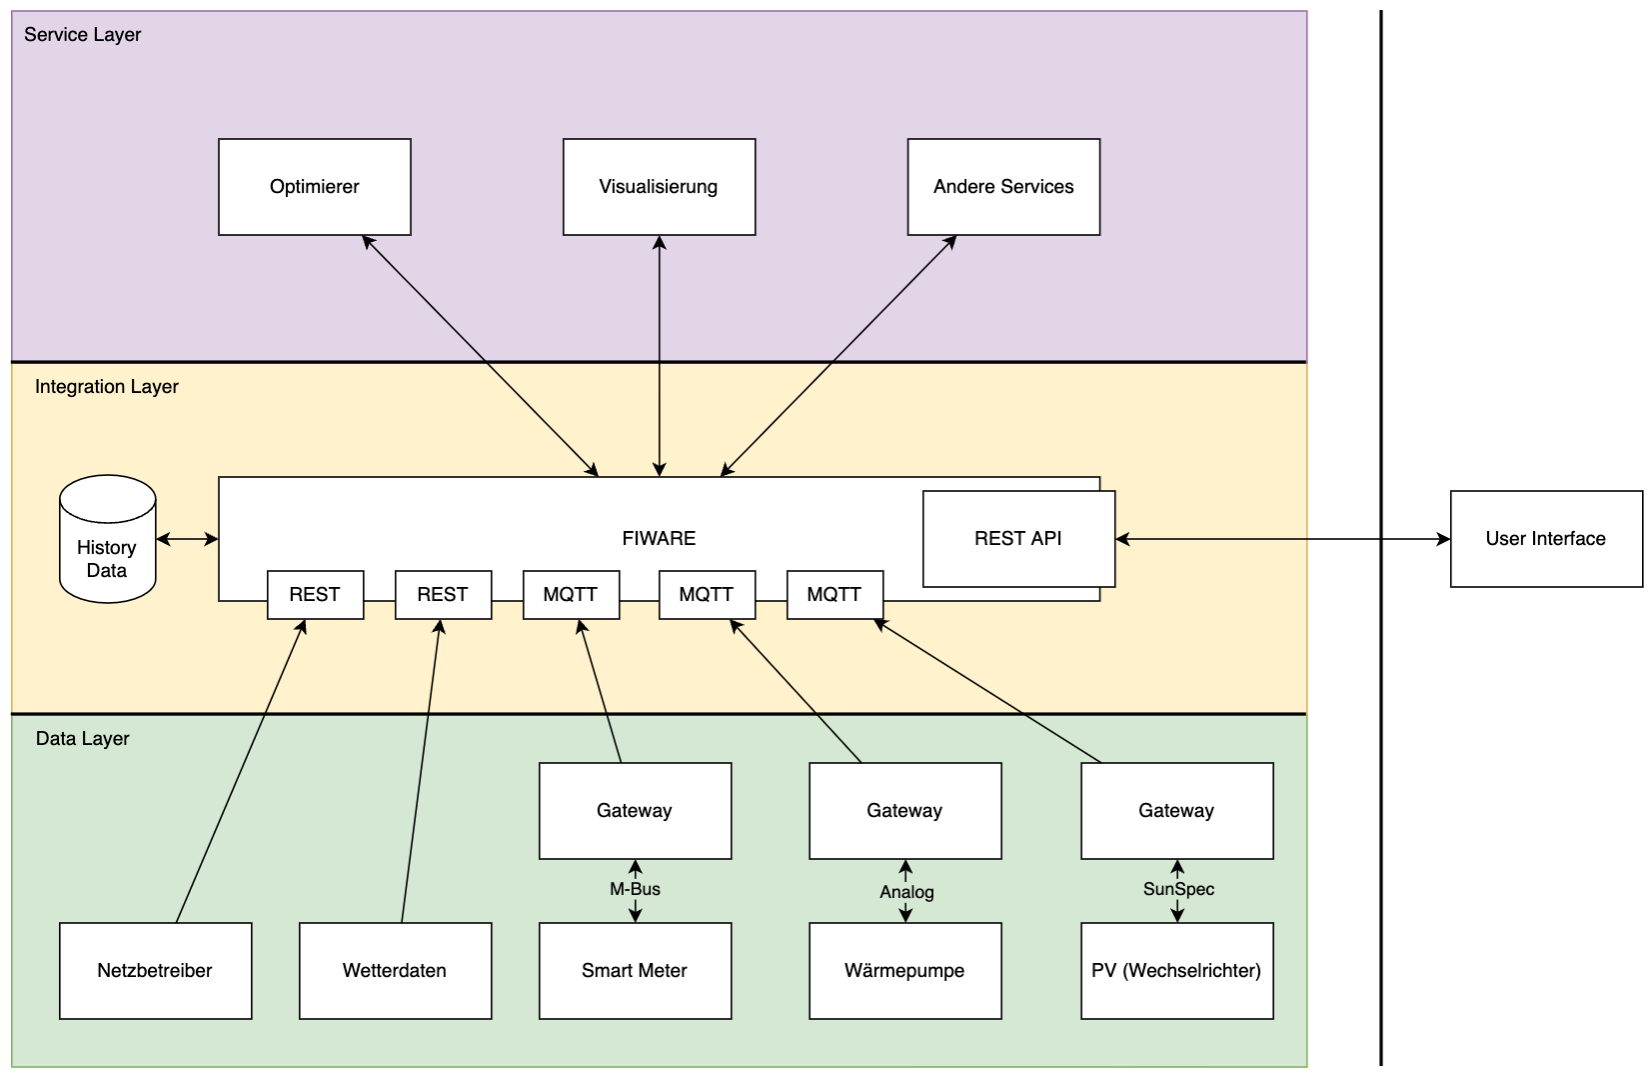 Service Layer
Optimierer
Visualisierung
Andere Services
Integration Layer
History
Data
FIWARE
REST API
User Interface
REST
REST
MQTT
MQTT
MQTT
Data Layer
Gateway
Gateway
Gateway
M-Bus
Analog
SunSpec
Netzbetreiber
Wetterdaten
Smart Meter
Wärmepumpe
PV (Wechselrichter)